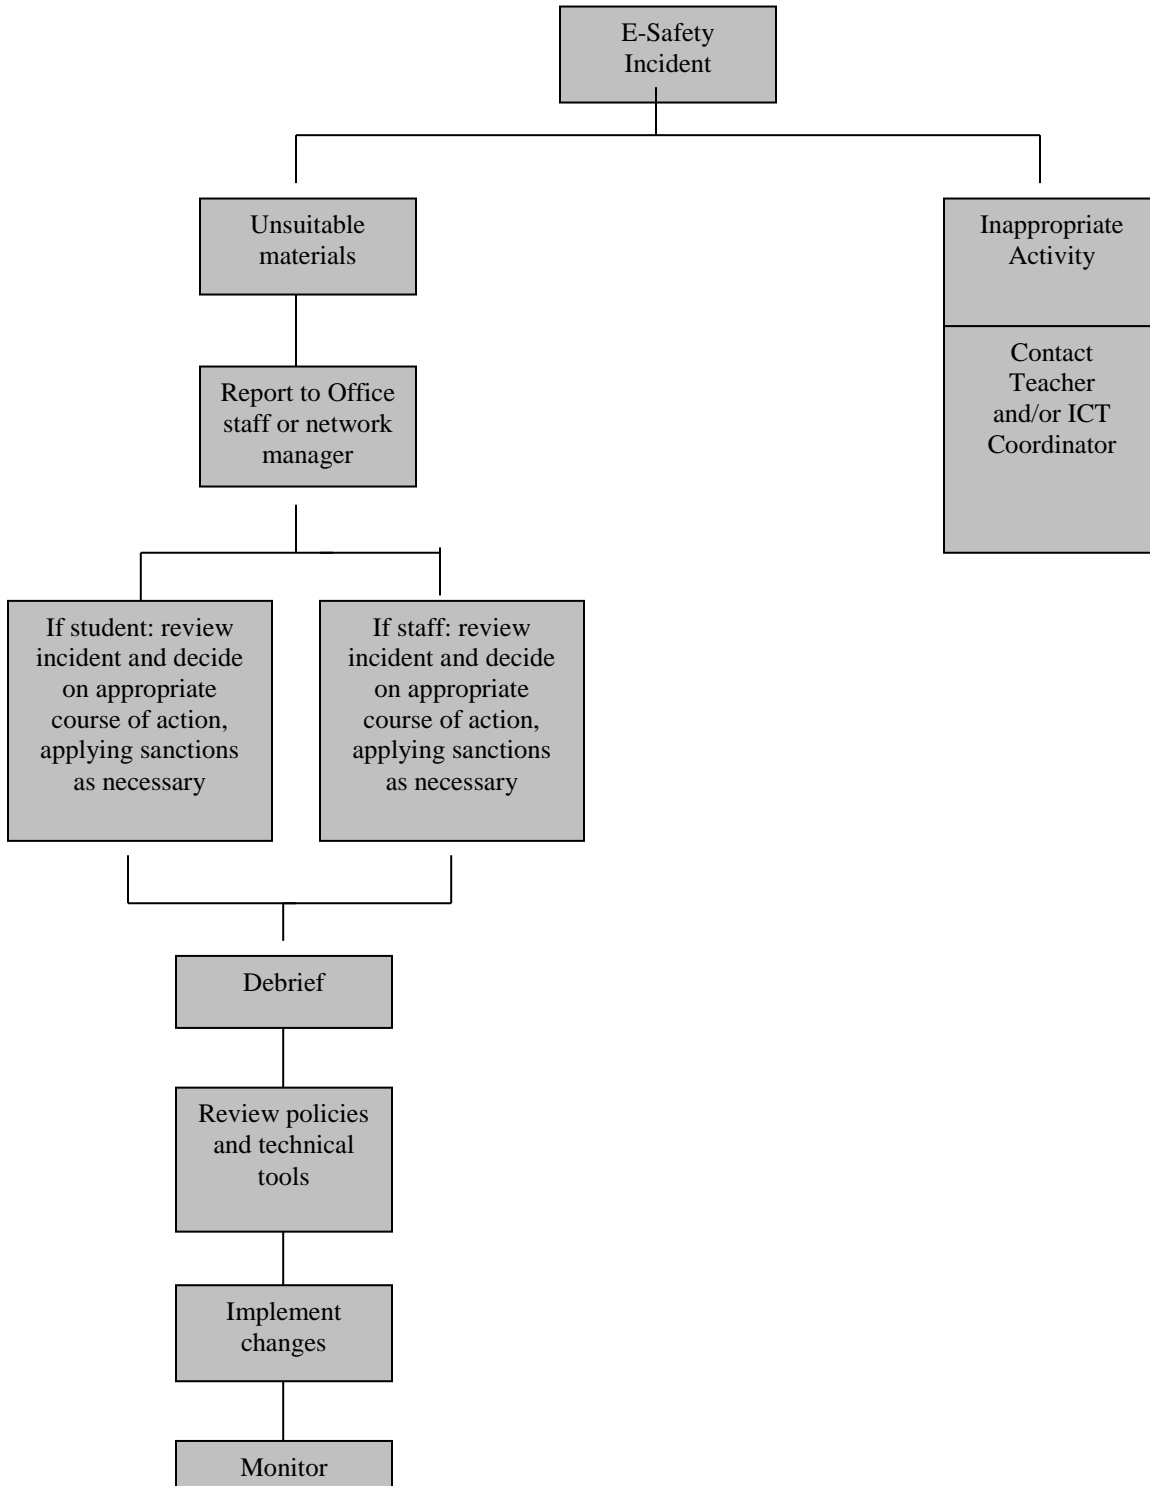 E-Safety
Incident
Unsuitable
materials
Inappropriate
Activity
Report to Office
staff or network
manager
Contact
Teacher
and/or ICT
Coordinator
If student: review
incident and decide
on appropriate
course of action,
applying sanctions
as necessary
If staff: review
incident and decide
on appropriate
course of action,
applying sanctions
as necessary
Debrief
Review policies
and technical
tools
Implement
changes
Monitor